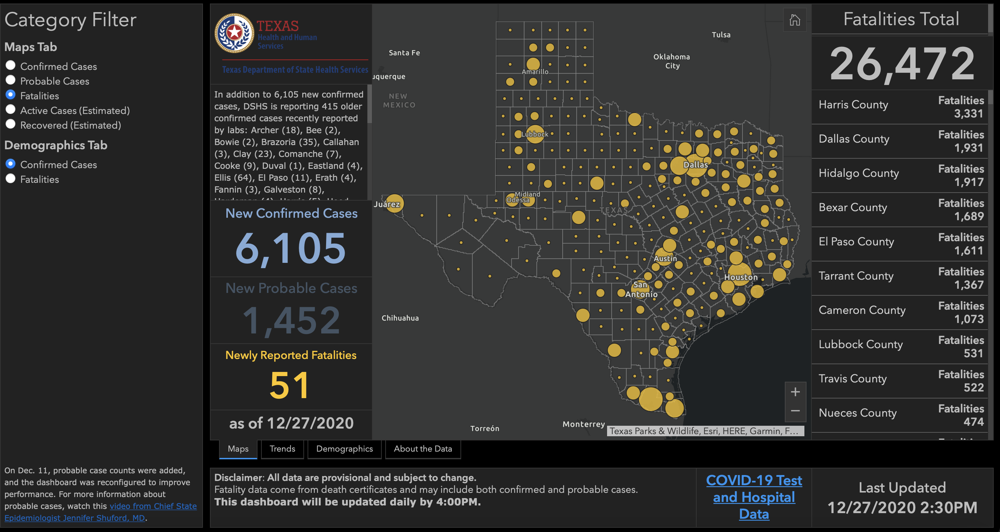 Category Filter
Maps Tab
Confirmed Cases
Probable Cases
Fatalities
Active Cases (Estimated)
Recovered (Estimated)
Demographics Tab
Confirmed Cases
Fatalities
On Dec. 11, probable case counts were added,
and the dashboard was reconfigured to improve
performance. For more information about
probable cases, watch this video from Chief State
Epidemiologist Jennifer Shuford, MD.
TEXAS
Health and Human
Services
Texas Department of State Health Services
In addition to 6,105 new confirmed
cases, DSHS is reporting 415 older
confirmed cases recently reported
by labs: Archer (18), Bee (2),
Bowie (2), Brazoria (35), Callahan
(3), Clay (23), Comanche (7),
Cooke (9), Duval (1), Eastland (4),
Ellis (64), El Paso (11), Erath (4),
Fannin (3), Galveston (8),
New Confirmed Cases
6,105
New Probable Cases
1,452
Newly Reported Fatalities
51
as of 12/27/2020
Tulsa
Santa Fe
Oklahoma
City
uquerque
Amarillo
NEW
MEXICO
Lubbock
Dallas
Midland
Odessa
Juárez
TEXAS
Austin
Houston
San
Antonio
Chihuahua
Monterrey
Torreón
Texas Parks & Wildlife, Esri, HERE, Garmin, F...
+
−
Fatalities Total
26,472
Harris County Fatalities
3,331
Dallas County Fatalities
1,931
Hidalgo County Fatalities
1,917
Bexar County Fatalities
1,689
El Paso County Fatalities
1,611
Tarrant County Fatalities
1,367
Cameron County Fatalities
1,073
Lubbock County Fatalities
531
Travis County Fatalities
522
Nueces County Fatalities
474
Maps Trends Demographics About the Data
Disclaimer: All data are provisional and subject to change.
Fatality data come from death certificates and may include both confirmed and probable cases.
This dashboard will be updated daily by 4:00PM.
COVID-19 Test
and Hospital
Data
Last Updated
12/27/2020 2:30PM